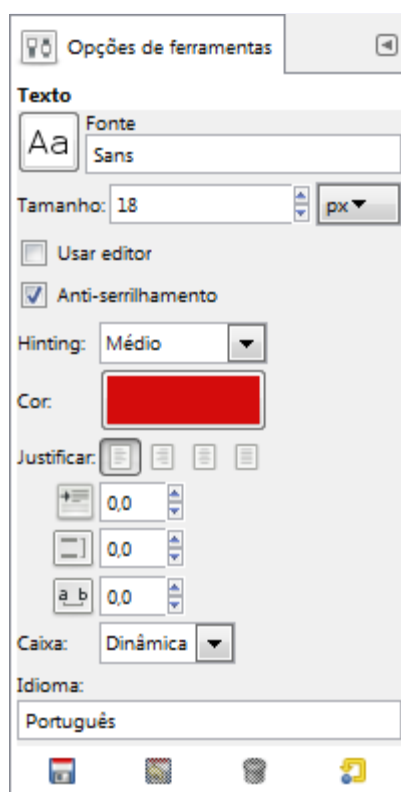 Opções de ferramentas
Texto
Aa
Fonte
Sans
Tamanho: 18 px
Usar editor
Anti-serrilhamento
Hinting: Médio
Cor:
Justificar:
0,0
0,0
a_b 0,0
Caixa: Dinâmica
Idioma:
Português